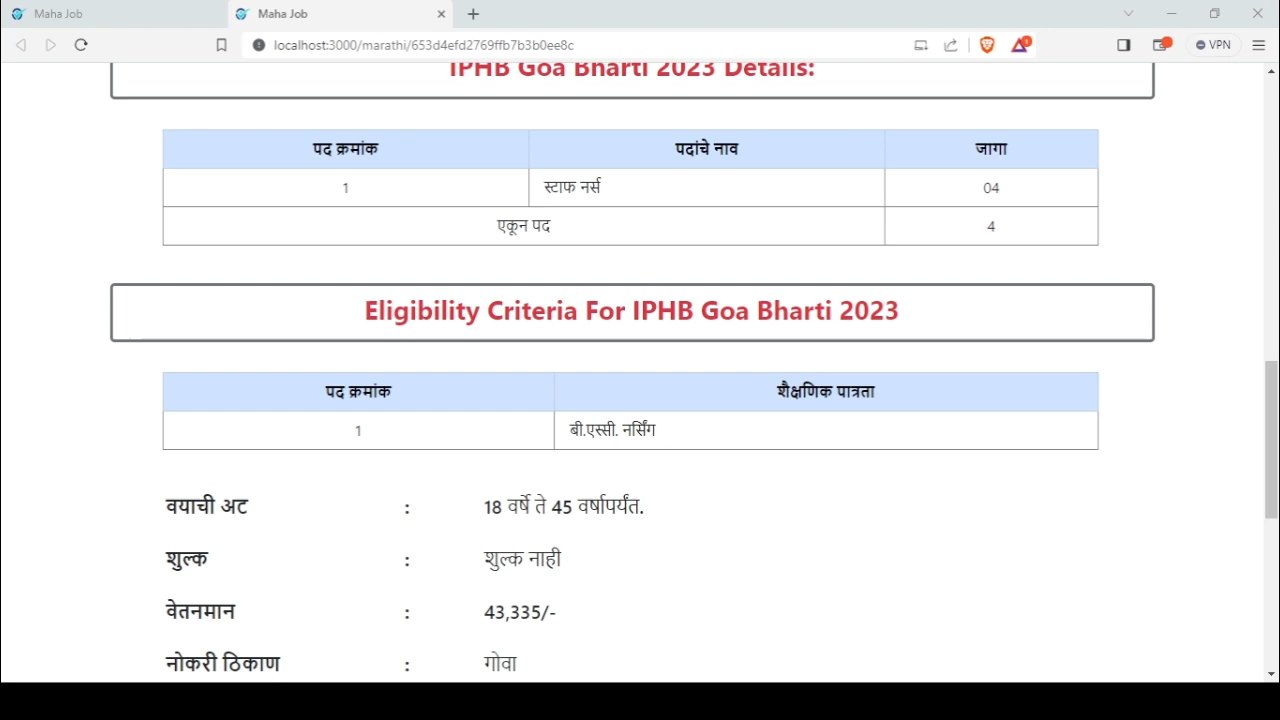 Maha Job
Maha Job
localhost:3000/marathi/653d4efd2769ffb7b3b0ee8c
VPN
IPHB Goa Bharti 2023 Details:
पद क्रमांक पदांचे नाव जागा
1 स्टाफ नर्स 04
एकून पद 4
Eligibility Criteria For IPHB Goa Bharti 2023
पद क्रमांक शैक्षणिक पात्रता
1 बी.एस्सी. नर्सिंग
वयाची अट : 18 वर्षे ते 45 वर्षापर्यंत.
शुल्क : शुल्क नाही
वेतनमान : 43,335/-
नोकरी ठिकाण : गोवा